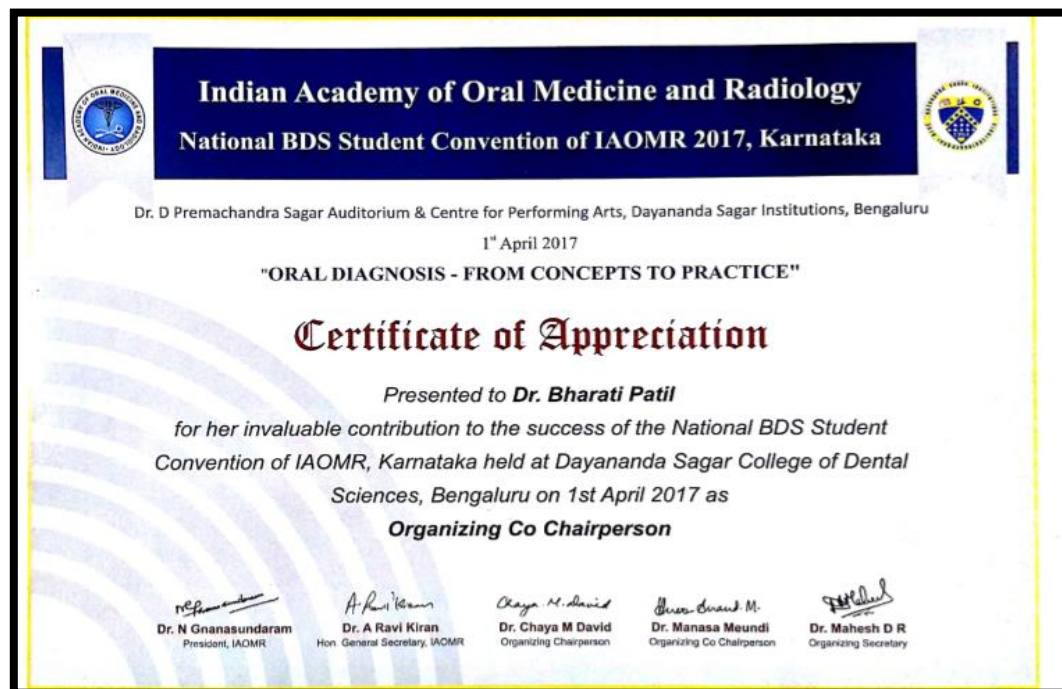 Indian Academy of Oral Medicine and Radiology
National BDS Student Convention of IAOMR 2017, Karnataka
Dr. D Premachandra Sagar Auditorium & Centre for Performing Arts, Dayananda Sagar Institutions, Bengaluru
1st April 2017
"ORAL DIAGNOSIS - FROM CONCEPTS TO PRACTICE"
Certificate of Appreciation
Presented to Dr. Bharati Patil
for her invaluable contribution to the success of the National BDS Student
Convention of IAOMR, Karnataka held at Dayananda Sagar College of Dental
Sciences, Bengaluru on 1st April 2017 as
Organizing Co Chairperson
A. Ravi Kiran
Chaya. M. David
Dr. N Gnanasundaram
Dr. A Ravi Kiran
Dr. Chaya M David
Dr. Manasa Meundi
Dr. Mahesh D R
President, IAOMR
Hon. General Secretary, IAOMR
Organizing Chairperson
Organizing Co Chairperson
Organizing Secretary